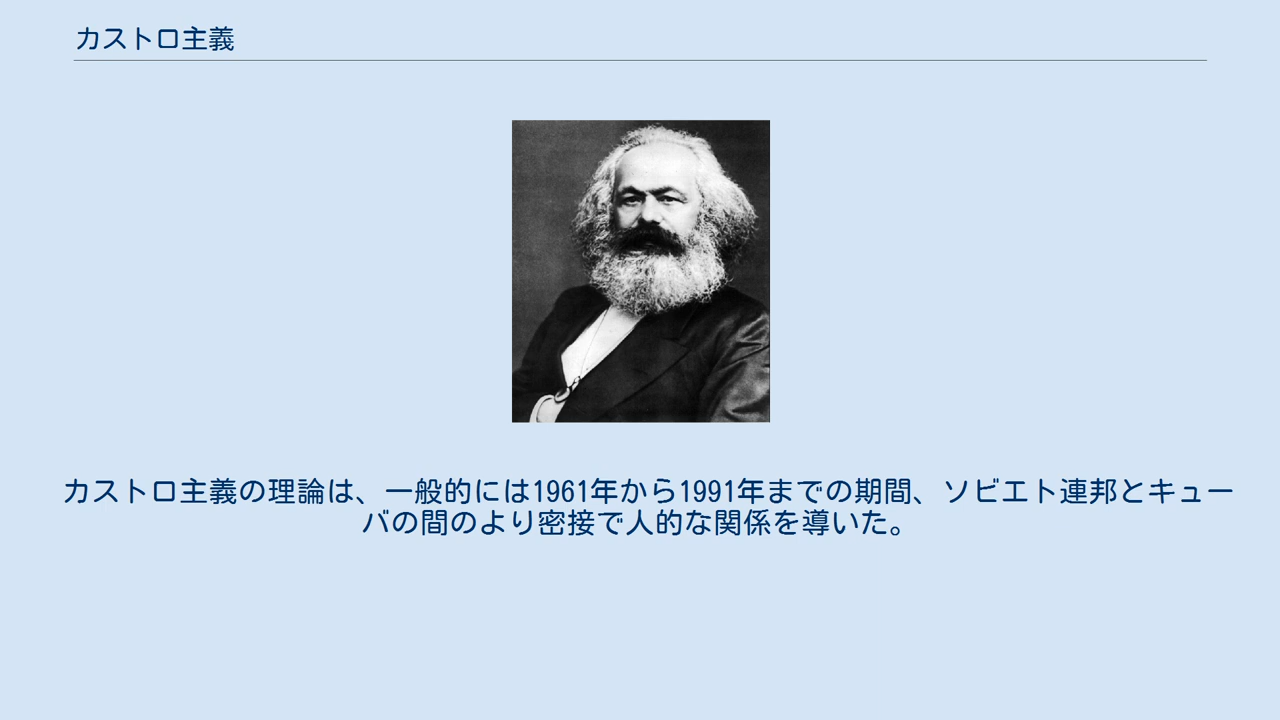 カストロ主義
カストロ主義の理論は、一般的には1961年から1991年までの期間、ソビエト連邦とキュー
バの間のより密接で人的な関係を導いた。